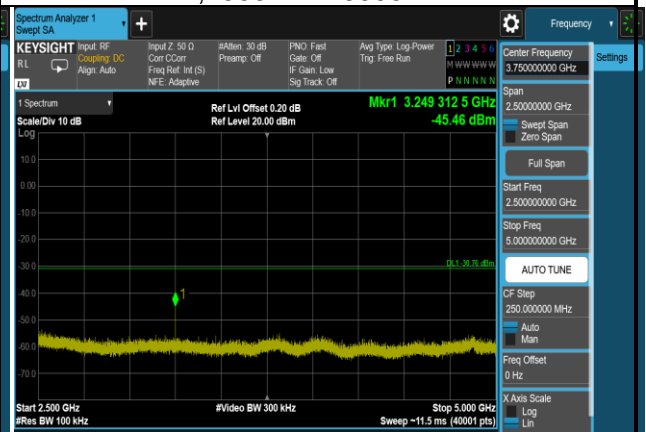 Spectrum Analyzer 1
Swept SA
Frequency
KEYSIGHT
RL
LXI
Input: RF
Coupling: DC
Align: Auto
Input Z: 50 Ω
Corr CCorr
Freq Ref: Int (S)
NFE: Adaptive
#Atten: 30 dB
Preamp: Off
PNO: Fast
Gate: Off
IF Gain: Low
Sig Track: Off
Avg Type: Log-Power
Trig: Free Run
1 2 3 4 5 6
M W W W W W
P N N N N N
Center Frequency
3.750000000 GHz
Settings
1 Spectrum
Scale/Div 10 dB
Log
Ref Lvl Offset 0.20 dB
Ref Level 20.00 dBm
Mkr1 3.249 312 5 GHz
-45.46 dBm
Span
2.50000000 GHz
Swept Span
Zero Span
Full Span
Start Freq
2.500000000 GHz
Stop Freq
5.000000000 GHz
AUTO TUNE
CF Step
250.000000 MHz
Auto
Man
Freq Offset
0 Hz
X Axis Scale
Log
Lin
10.0
0.00
-10.0
-20.0
-30.0
DL1 -30.76 dBm
-40.0
1
-50.0
-60.0
-70.0
Start 2.500 GHz
#Res BW 100 kHz
#Video BW 300 kHz
Stop 5.000 GHz
Sweep ~11.5 ms (40001 pts)